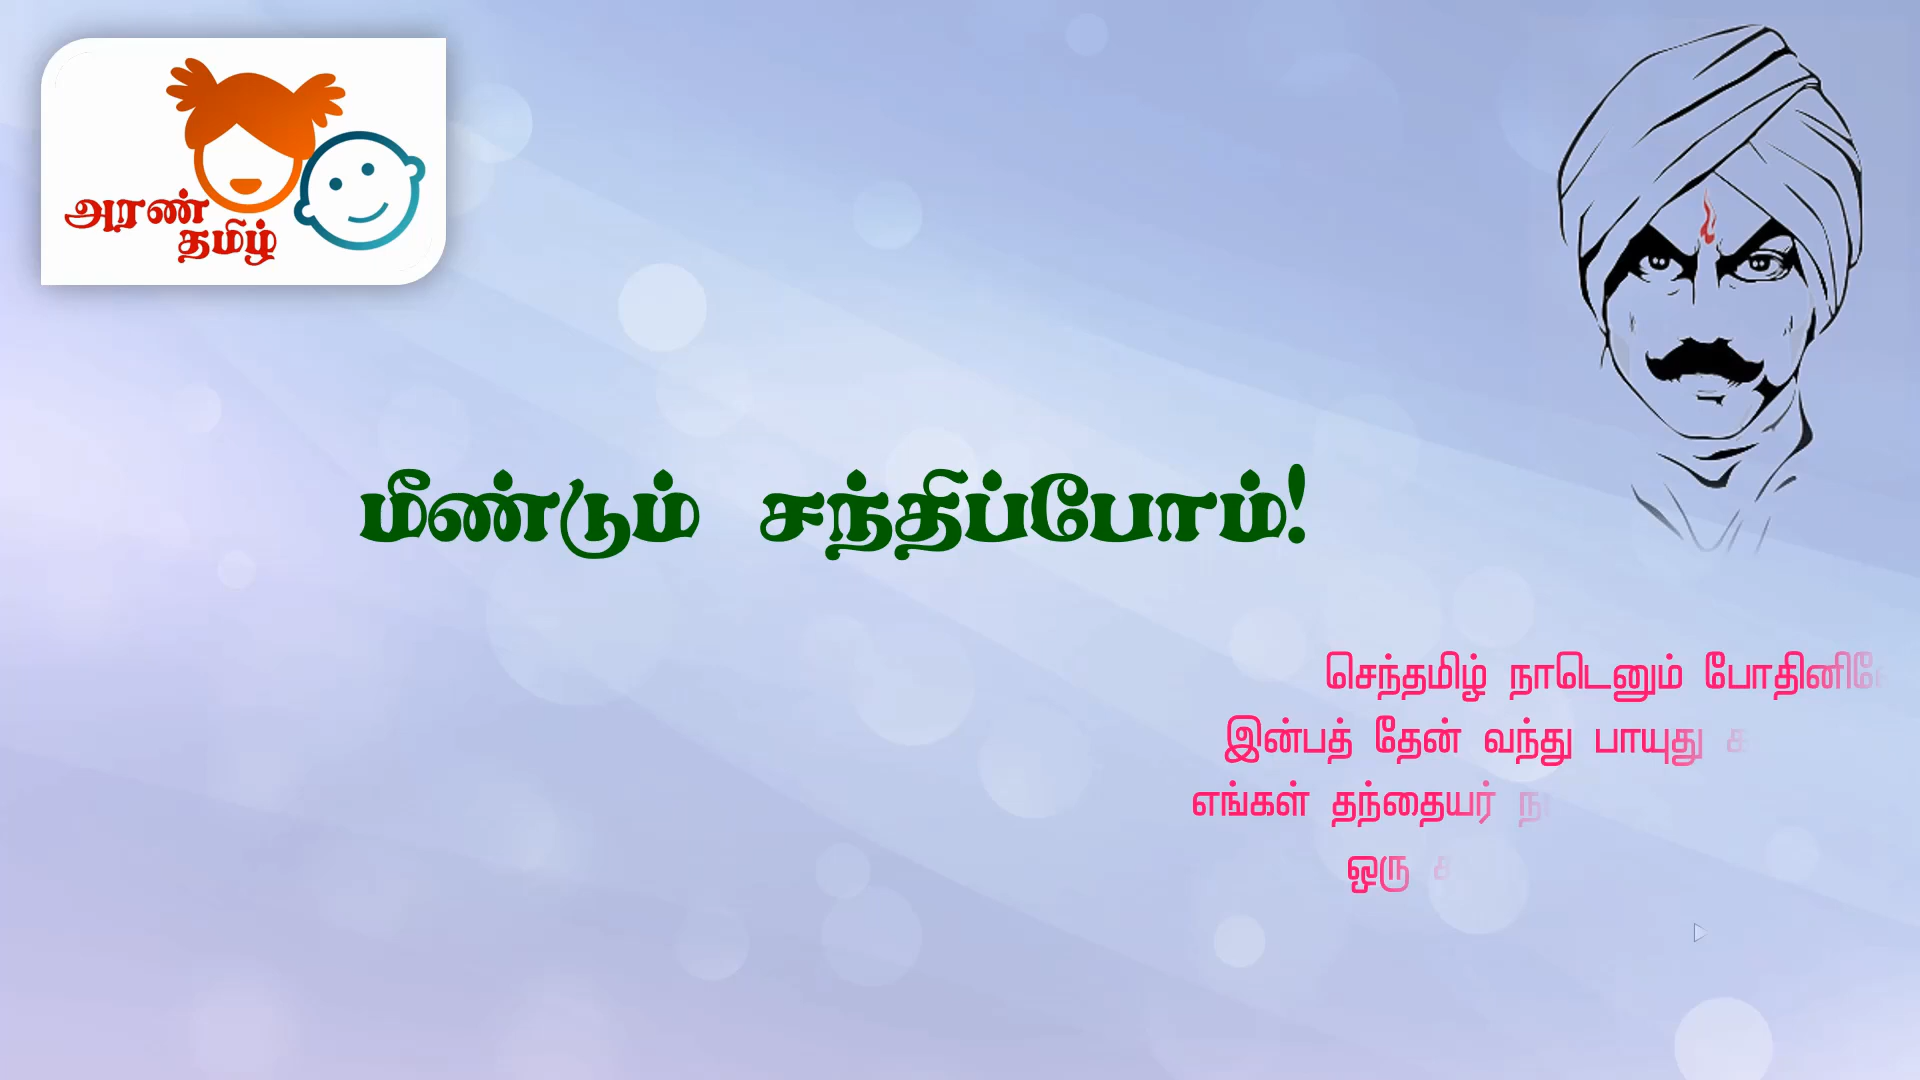 அரண்
தமிழ்
மீண்டும் சந்திப்போம்!
செந்தமிழ் நாடெனும்
இன்பத் தேன் வந்து பாயுது
எங்கள் தந்தையர்
ஒரு